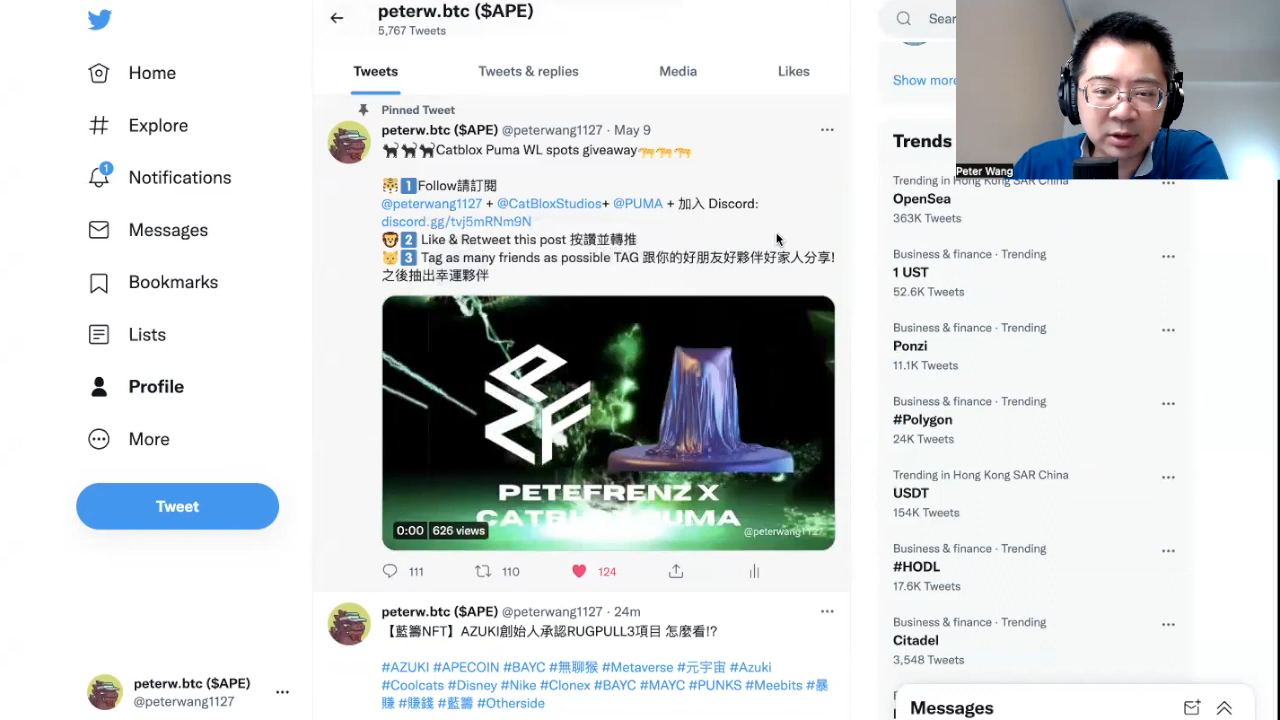 peterw.btc ($APE)
5,767 Tweets
Home
Explore
1
Notifications
Messages
Bookmarks
Lists
Profile
More
Tweet
peterw.btc ($APE)
@peterwang1127
Tweets
Tweets & replies
Media
Likes
Pinned Tweet
peterw.btc ($APE) @peterwang1127 · May 9
🐈‍⬛🐈‍⬛🐈‍⬛Catblox Puma WL spots giveaway🐆🐆🐆
🐯1️⃣Follow請訂閱
@peterwang1127 + @CatBloxStudios+ @PUMA + 加入 Discord:
discord.gg/tvj5mRNm9N
🦁2️⃣ Like & Retweet this post 按讚並轉推
🐱3️⃣ Tag as many friends as possible TAG 跟你的好朋友好夥伴好家人分享!
之後抽出幸運夥伴
PETEFRENZ X
0:00 626 views
@peterwang1127
111
110
124
peterw.btc ($APE) @peterwang1127 · 24m
【藍籌NFT】AZUKI創始人承認RUGPULL3項目 怎麼看!?
#AZUKI #APECOIN #BAYC #無聊猴 #Metaverse #元宇宙 #Azuki
#Coolcats #Disney #Nike #Clonex #BAYC #MAYC #PUNKS #Meebits #暴
賺 #賺錢 #藍籌 #Otherside
Sear
Show more
Peter Wang
Trends
Trending in Hong Kong SAR China
OpenSea
363K Tweets
Business & finance · Trending
1 UST
52.6K Tweets
Business & finance · Trending
Ponzi
11.1K Tweets
Business & finance · Trending
#Polygon
24K Tweets
Trending in Hong Kong SAR China
USDT
154K Tweets
Business & finance · Trending
#HODL
17.6K Tweets
Business & finance · Trending
Citadel
3,548 Tweets
Messages